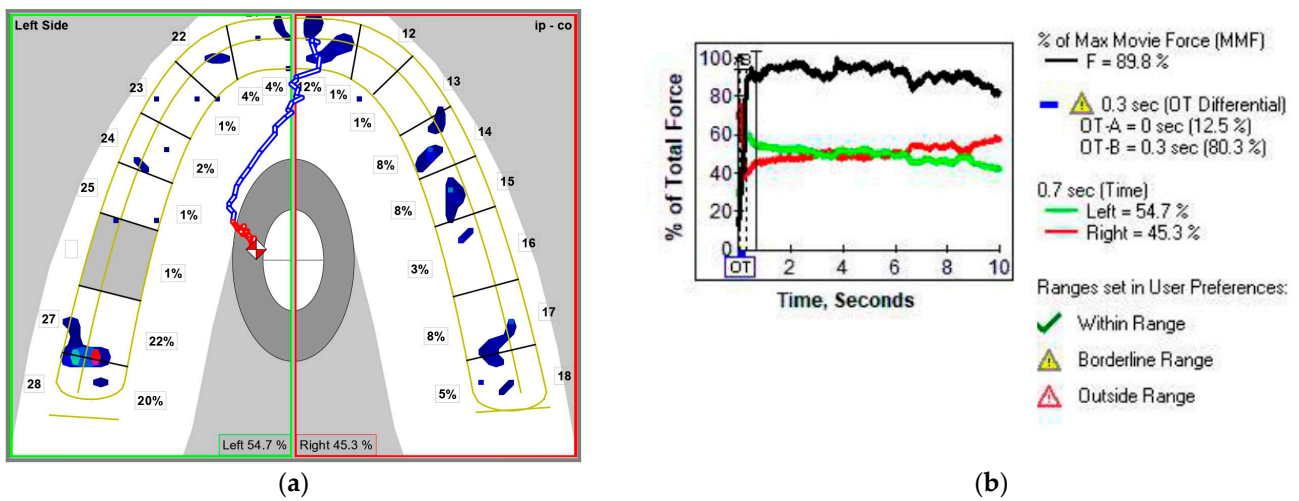 Left Side
ip - co
22
12
23
13
24
14
25
15
16
27
17
28
18
4%
4%
2%
1%
1%
1%
2%
8%
1%
8%
1%
3%
22%
8%
20%
5%
Left 54.7 %
Right 45.3 %
(a)
% of Total Force
100
80
60
40
20
0
B
OT
2
4
6
8
10
Time, Seconds
% of Max Movie Force (MMF)
F = 89.8 %
0.3 sec (OT Differential)
OT-A = 0 sec (12.5 %)
OT-B = 0.3 sec (80.3 %)
0.7 sec (Time)
Left = 54.7 %
Right = 45.3 %
Ranges set in User Preferences:
Within Range
Borderline Range
Outside Range
(b)